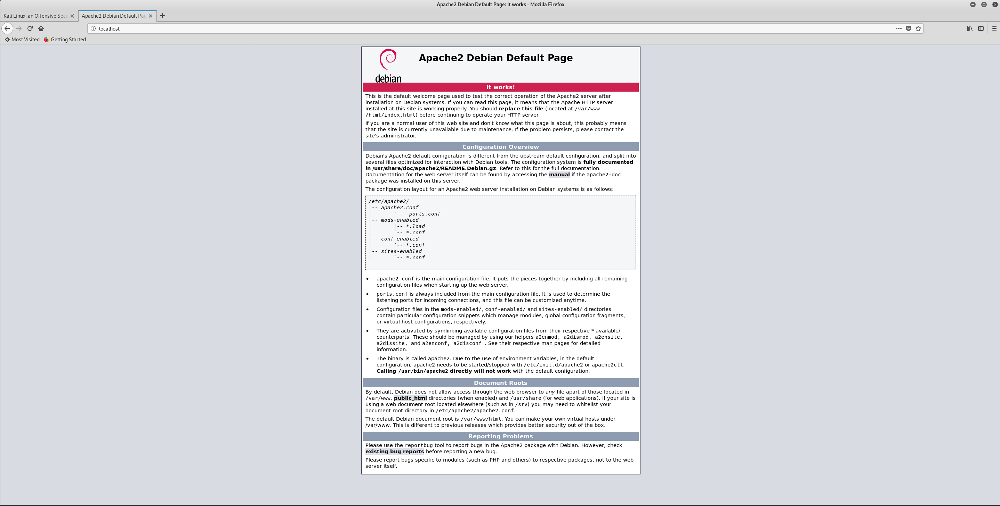 Apache2 Debian Default Page: It works - Mozilla Firefox
Kali Linux, an Offensive Secu
Apache2 Debian Default Pag
localhost
Most Visited
Getting Started
debian
Apache2 Debian Default Page
It works!
This is the default welcome page used to test the correct operation of the Apache2 server after
installation on Debian systems. If you can read this page, it means that the Apache HTTP server
installed at this site is working properly. You should replace this file (located at /var/www
/html/index.html) before continuing to operate your HTTP server.
If you are a normal user of this web site and don't know what this page is about, this probably means
that the site is currently unavailable due to maintenance. If the problem persists, please contact the
site's administrator.
Configuration Overview
Debian's Apache2 default configuration is different from the upstream default configuration, and split into
several files optimized for interaction with Debian tools. The configuration system is fully documented
in /usr/share/doc/apache2/README.Debian.gz. Refer to this for the full documentation.
Documentation for the web server itself can be found by accessing the manual if the apache2-doc
package was installed on this server.
The configuration layout for an Apache2 web server installation on Debian systems is as follows:
/etc/apache2/
|-- apache2.conf
|       `--  ports.conf
|-- mods-enabled
|       |-- *.load
|       `-- *.conf
|-- conf-enabled
|       `-- *.conf
|-- sites-enabled
|       `-- *.conf
• apache2.conf is the main configuration file. It puts the pieces together by including all remaining
configuration files when starting up the web server.
• ports.conf is always included from the main configuration file. It is used to determine the
listening ports for incoming connections, and this file can be customized anytime.
• Configuration files in the mods-enabled/, conf-enabled/ and sites-enabled/ directories
contain particular configuration snippets which manage modules, global configuration fragments,
or virtual host configurations, respectively.
• They are activated by symlinking available configuration files from their respective *-available/
counterparts. These should be managed by using our helpers a2enmod, a2dismod, a2ensite,
a2dissite, and a2enconf, a2disconf . See their respective man pages for detailed
information.
• The binary is called apache2. Due to the use of environment variables, in the default
configuration, apache2 needs to be started/stopped with /etc/init.d/apache2 or apache2ctl.
Calling /usr/bin/apache2 directly will not work with the default configuration.
Document Roots
By default, Debian does not allow access through the web browser to any file apart of those located in
/var/www, public_html directories (when enabled) and /usr/share (for web applications). If your site is
using a web document root located elsewhere (such as in /srv) you may need to whitelist your
document root directory in /etc/apache2/apache2.conf.
The default Debian document root is /var/www/html. You can make your own virtual hosts under
/var/www. This is different to previous releases which provides better security out of the box.
Reporting Problems
Please use the reportbug tool to report bugs in the Apache2 package with Debian. However, check
existing bug reports before reporting a new bug.
Please report bugs specific to modules (such as PHP and others) to respective packages, not to the web
server itself.